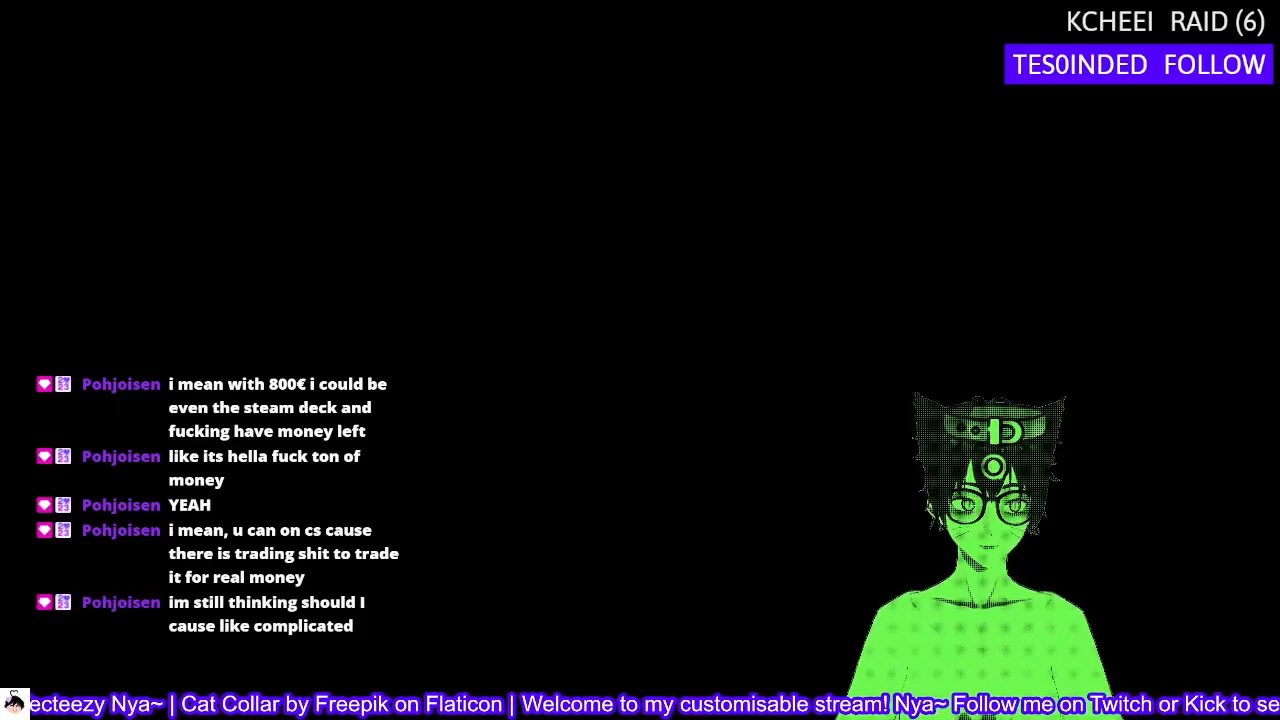 KCHEEI RAID (6)
TES0INDED FOLLOW
Pohjoisen i mean with 800€ i could be
even the steam deck and
fucking have money left
Pohjoisen like its hella fuck ton of
money
Pohjoisen YEAH
Pohjoisen i mean, u can on cs cause
there is trading shit to trade
it for real money
Pohjoisen im still thinking should I
cause like complicated
ecteezy Nya~ | Cat Collar by Freepik on Flaticon | Welcome to my customisable stream! Nya~ Follow me on Twitch or Kick to se